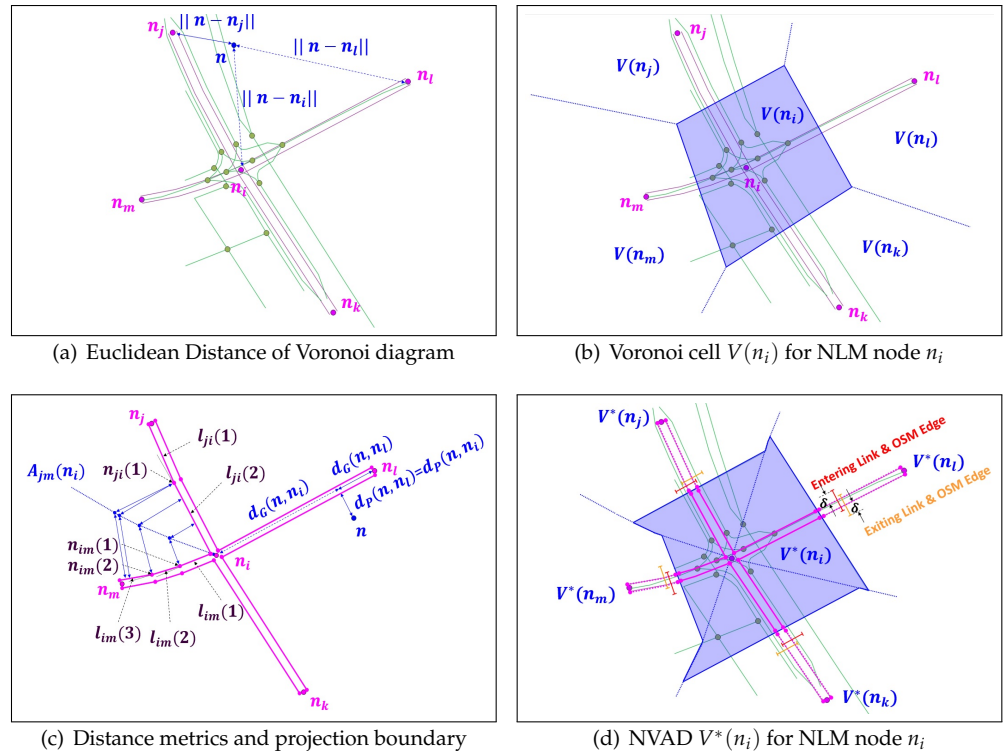 n_j
|| n − n_j||
n
|| n − n_l||
n_l
|| n − n_i||
n_i
n_m
n_k
(a) Euclidean Distance of Voronoi diagram
n_j
V(n_j)
n_l
V(n_i)
V(n_l)
n_i
n_m
V(n_m)
V(n_k)
n_k
(b) Voronoi cell V(n_i) for NLM node n_i
n_j
l_ji(1)
A_jm(n_i)
n_ji(1)
l_ji(2)
d_G(n, n_l)
n_l
d_G(n, n_i)
d_P(n, n_l)=d_P(n, n_i)
n
n_im(1)
n_im(2)
n_i
n_m
l_im(1)
l_im(3)
l_im(2)
n_k
(c) Distance metrics and projection boundary
V*(n_j)
Entering Link & OSM Edge
V*(n_l)
δ
δ
Exiting Link & OSM Edge
V*(n_i)
V*(n_m)
V*(n_k)
(d) NVAD V*(n_i) for NLM node n_i